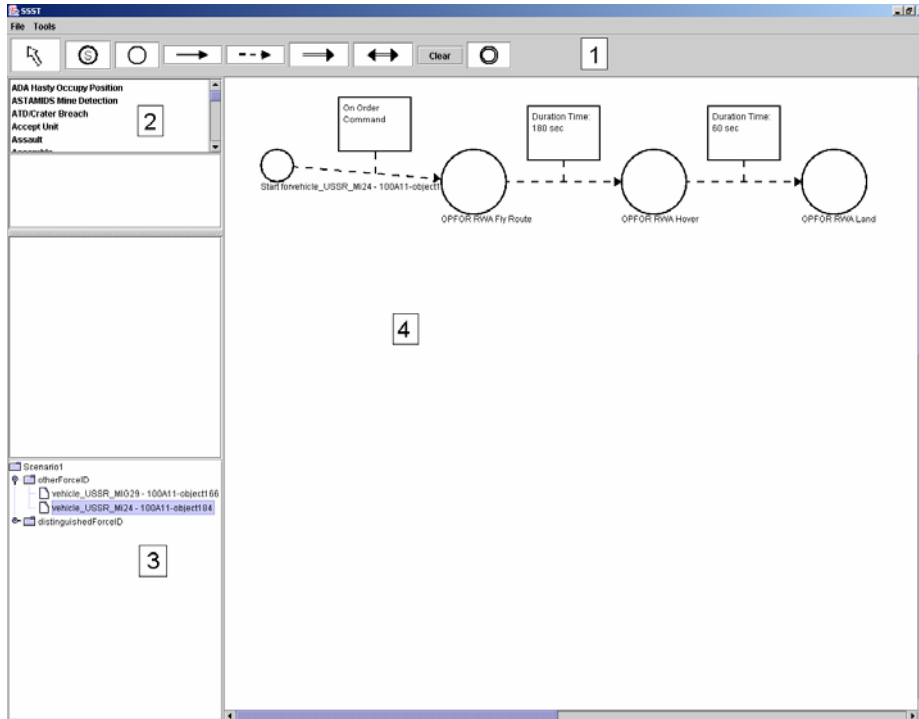 SSST
File Tools
S
Clear
1
ADA Hasty Occupy Position
ASTAMIDS Mine Detection
ATD/Crater Breach
Accept Unit
Assault
2
On Order
Command
Duration Time:
180 sec
Duration Time:
60 sec
Start forvehicle_USSR_MI24 - 100A11-object1
OPFOR RWA Fly Route
OPFOR RWA Hover
OPFOR RWA Land
4
Scenario1
otherForceID
vehicle_USSR_MIG29 - 100A11-object166
vehicle_USSR_MI24 - 100A11-object184
distinguishedForceID
3